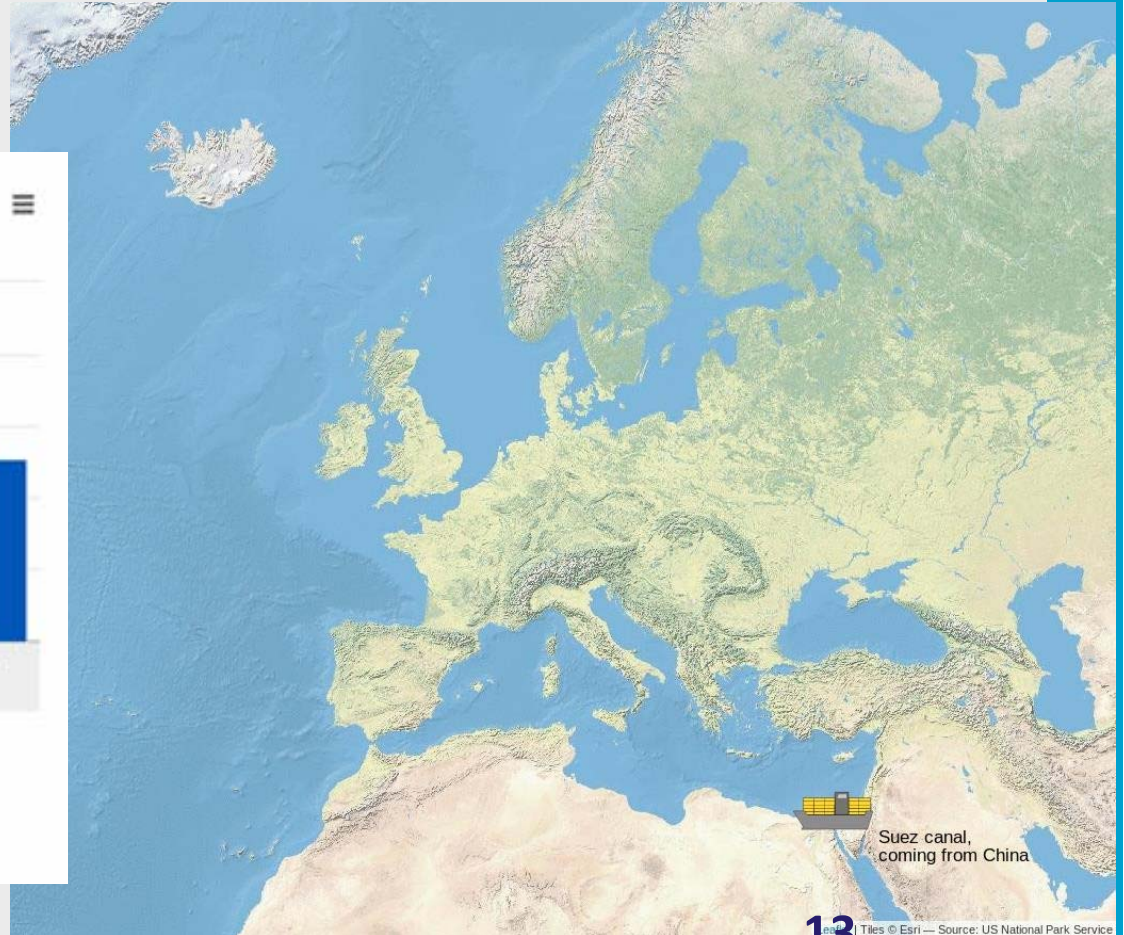 Suez canal,
coming from China
13
| Tiles © Esri — Source: US National Park Service